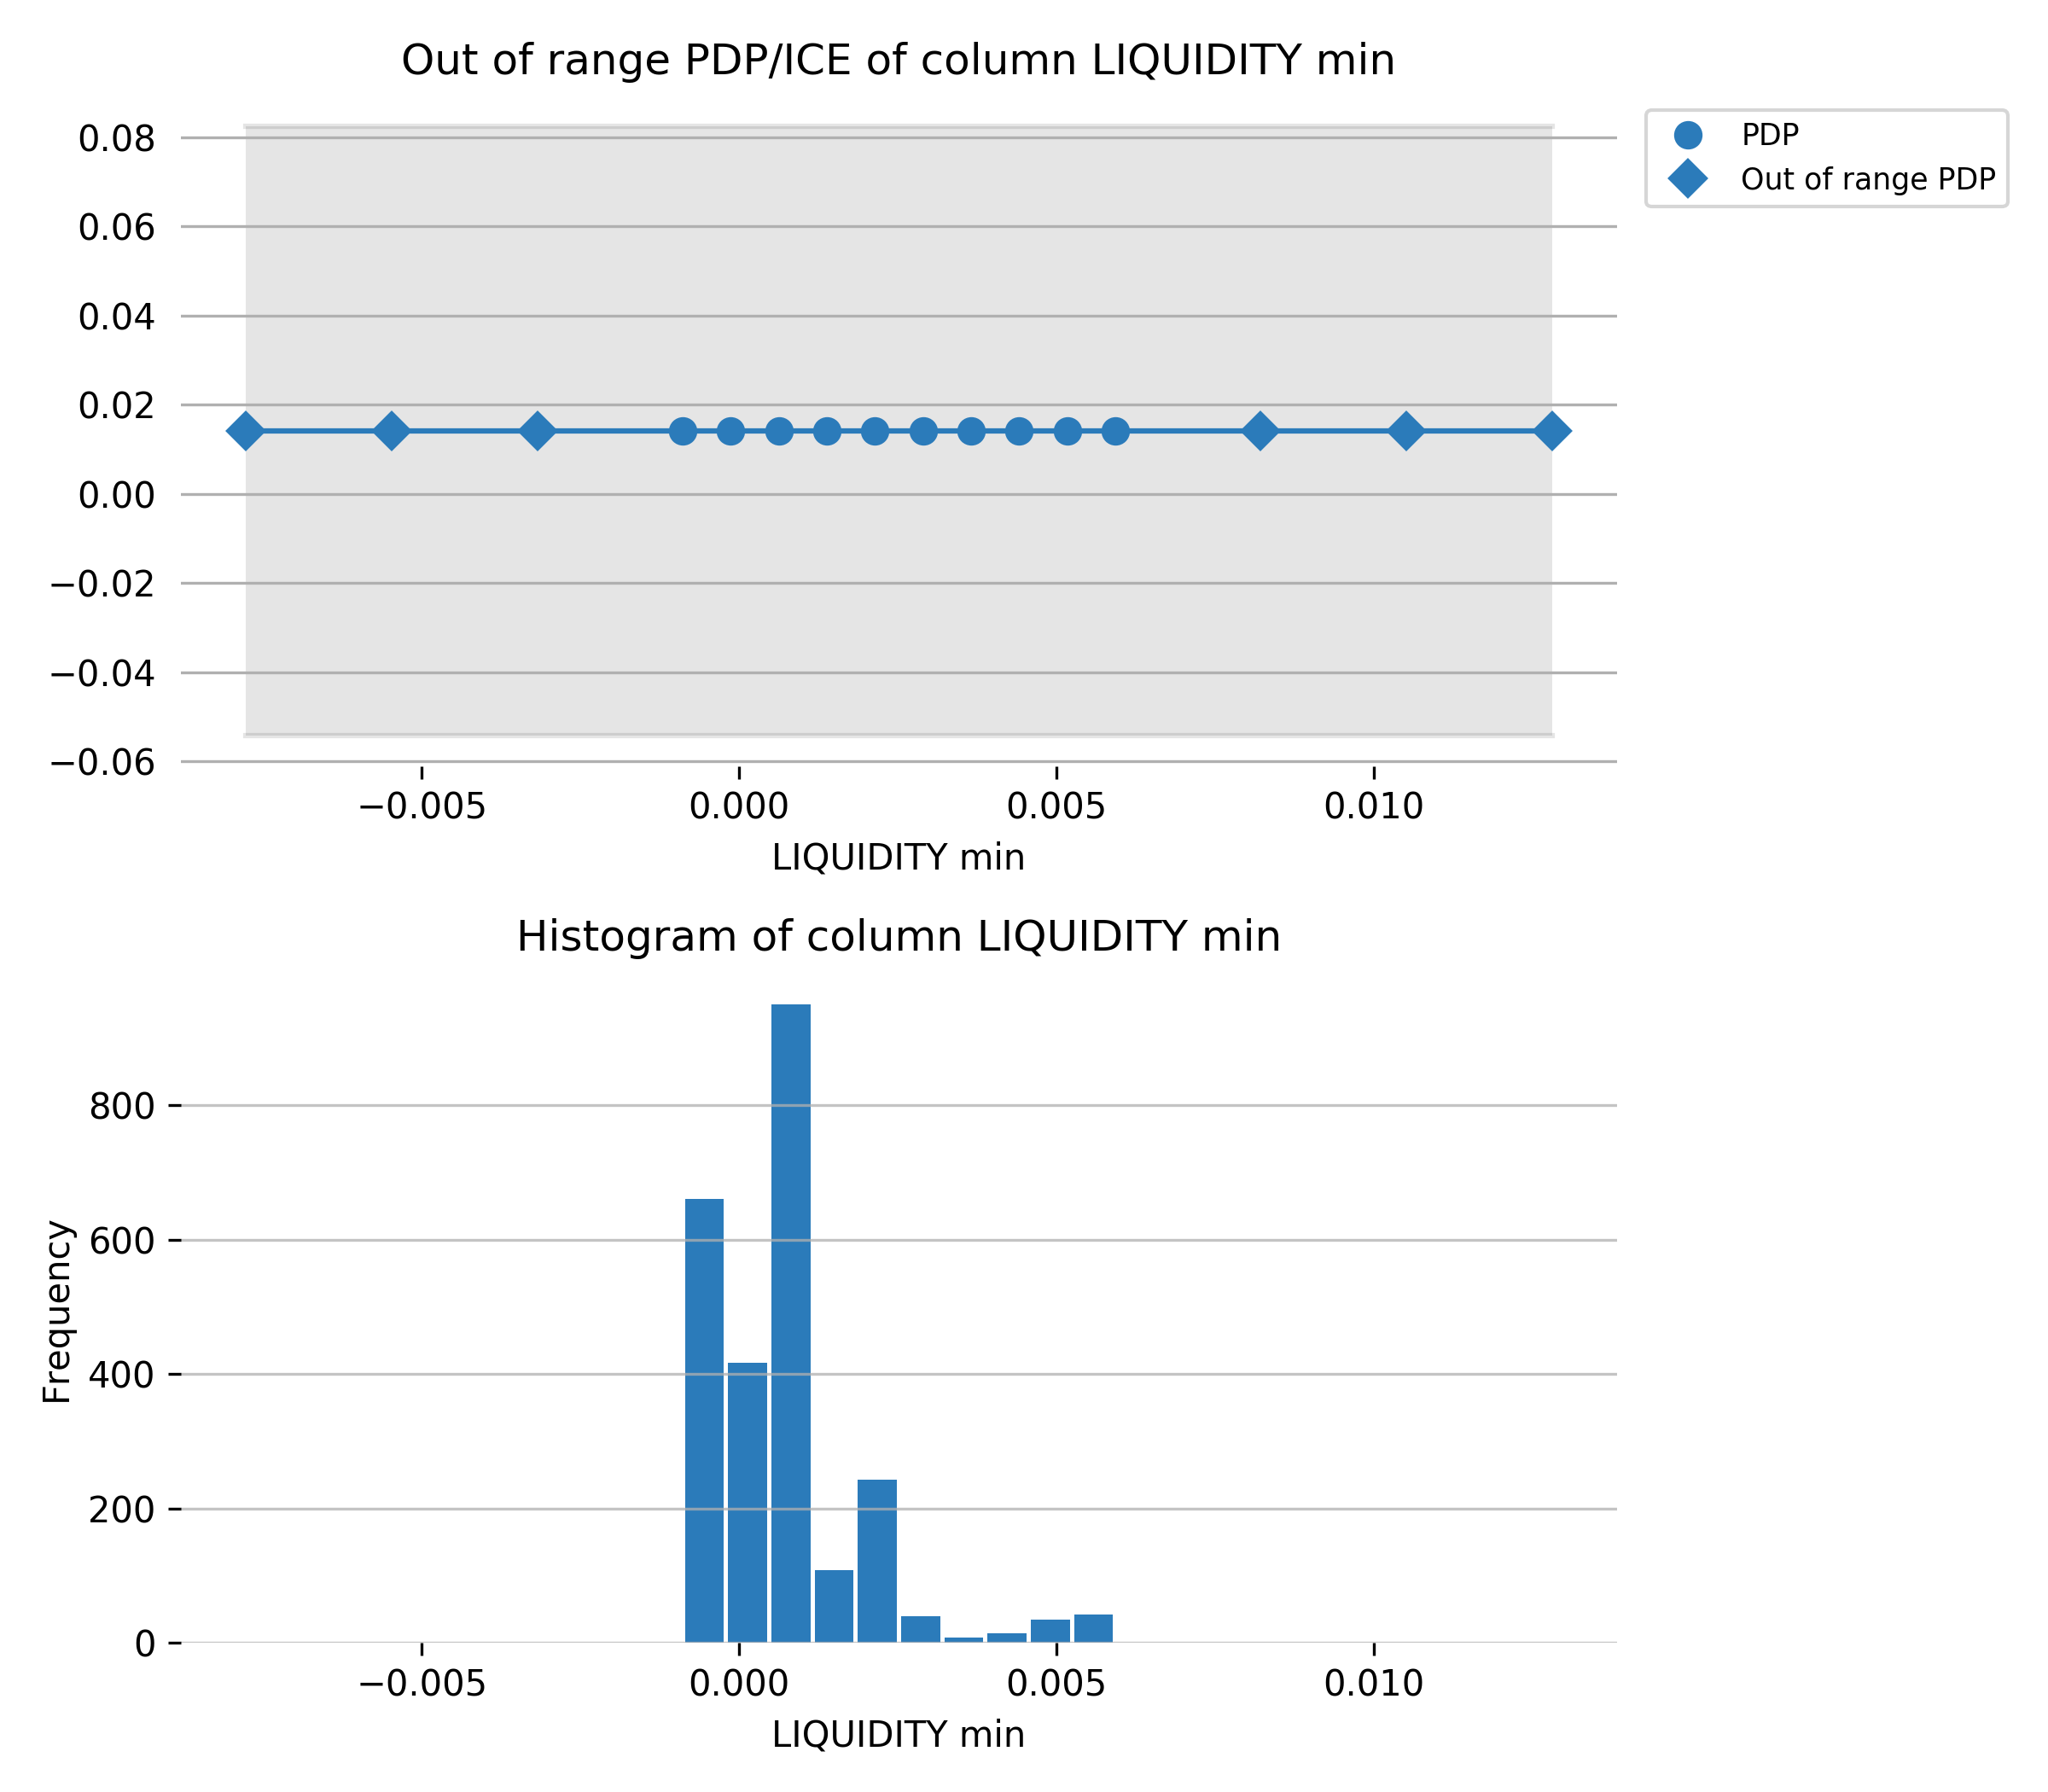 Out of range PDP/ICE of column LIQUIDITY min
PDP
Out of range PDP
0.08
0.06
0.04
0.02
0.00
−0.02
−0.04
−0.06
−0.005 0.000 0.005 0.010
LIQUIDITY min
Histogram of column LIQUIDITY min
Frequency
800
600
400
200
0
−0.005 0.000 0.005 0.010
LIQUIDITY min